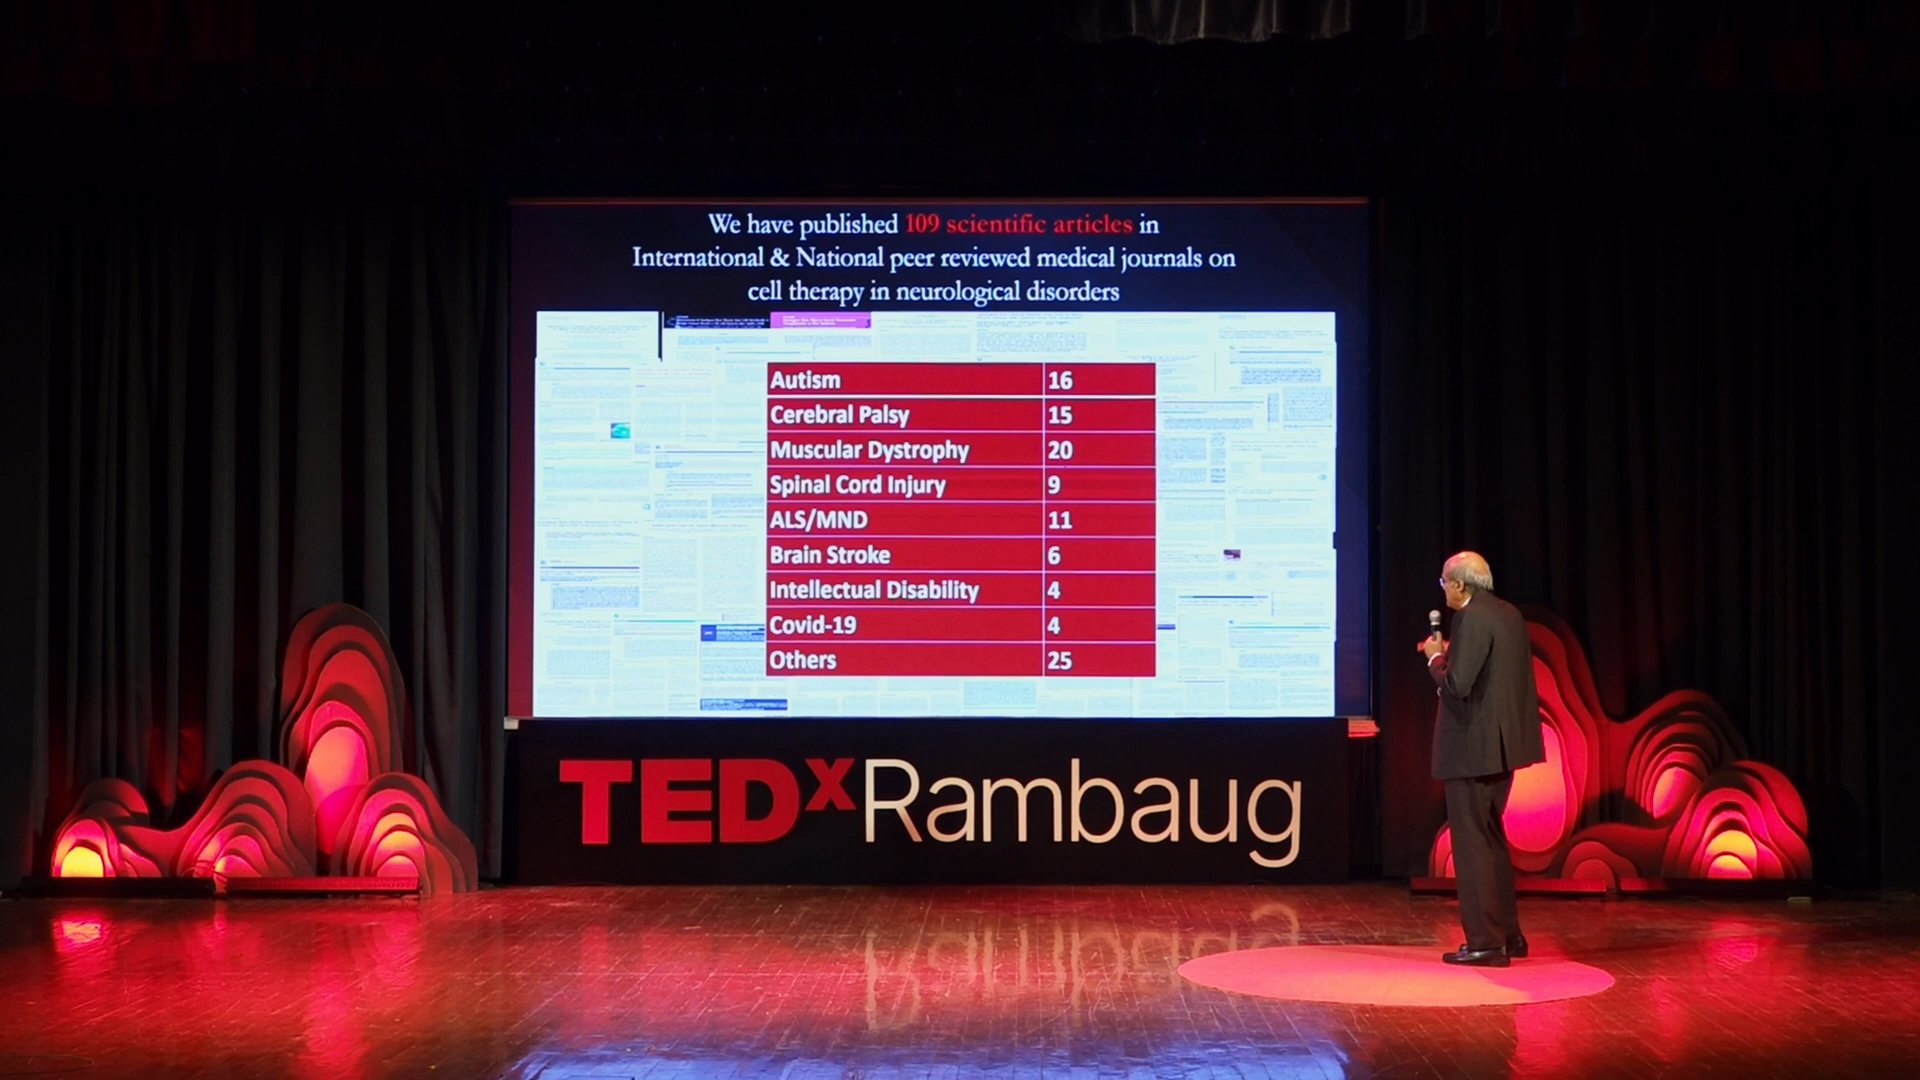 We have published 109 scientific articles in
International & National peer reviewed medical journals on
cell therapy in neurological disorders
Autism 16
Cerebral Palsy 15
Muscular Dystrophy 20
Spinal Cord Injury 9
ALS/MND 11
Brain Stroke 6
Intellectual Disability 4
Covid-19 4
Others 25
TEDxRambaug